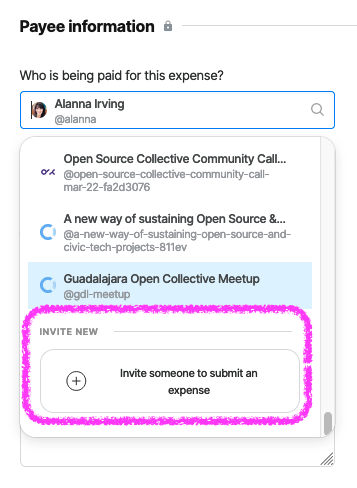 Payee information
Who is being paid for this expense?
Alanna Irving
@alanna
Open Source Collective Community Call...
@open-source-collective-community-call-
mar-22-fa2d3076
A new way of sustaining Open Source &...
@a-new-way-of-sustaining-open-source-and-
civic-tech-projects-811ev
Guadalajara Open Collective Meetup
@gdl-meetup
INVITE NEW
Invite someone to submit an
expense